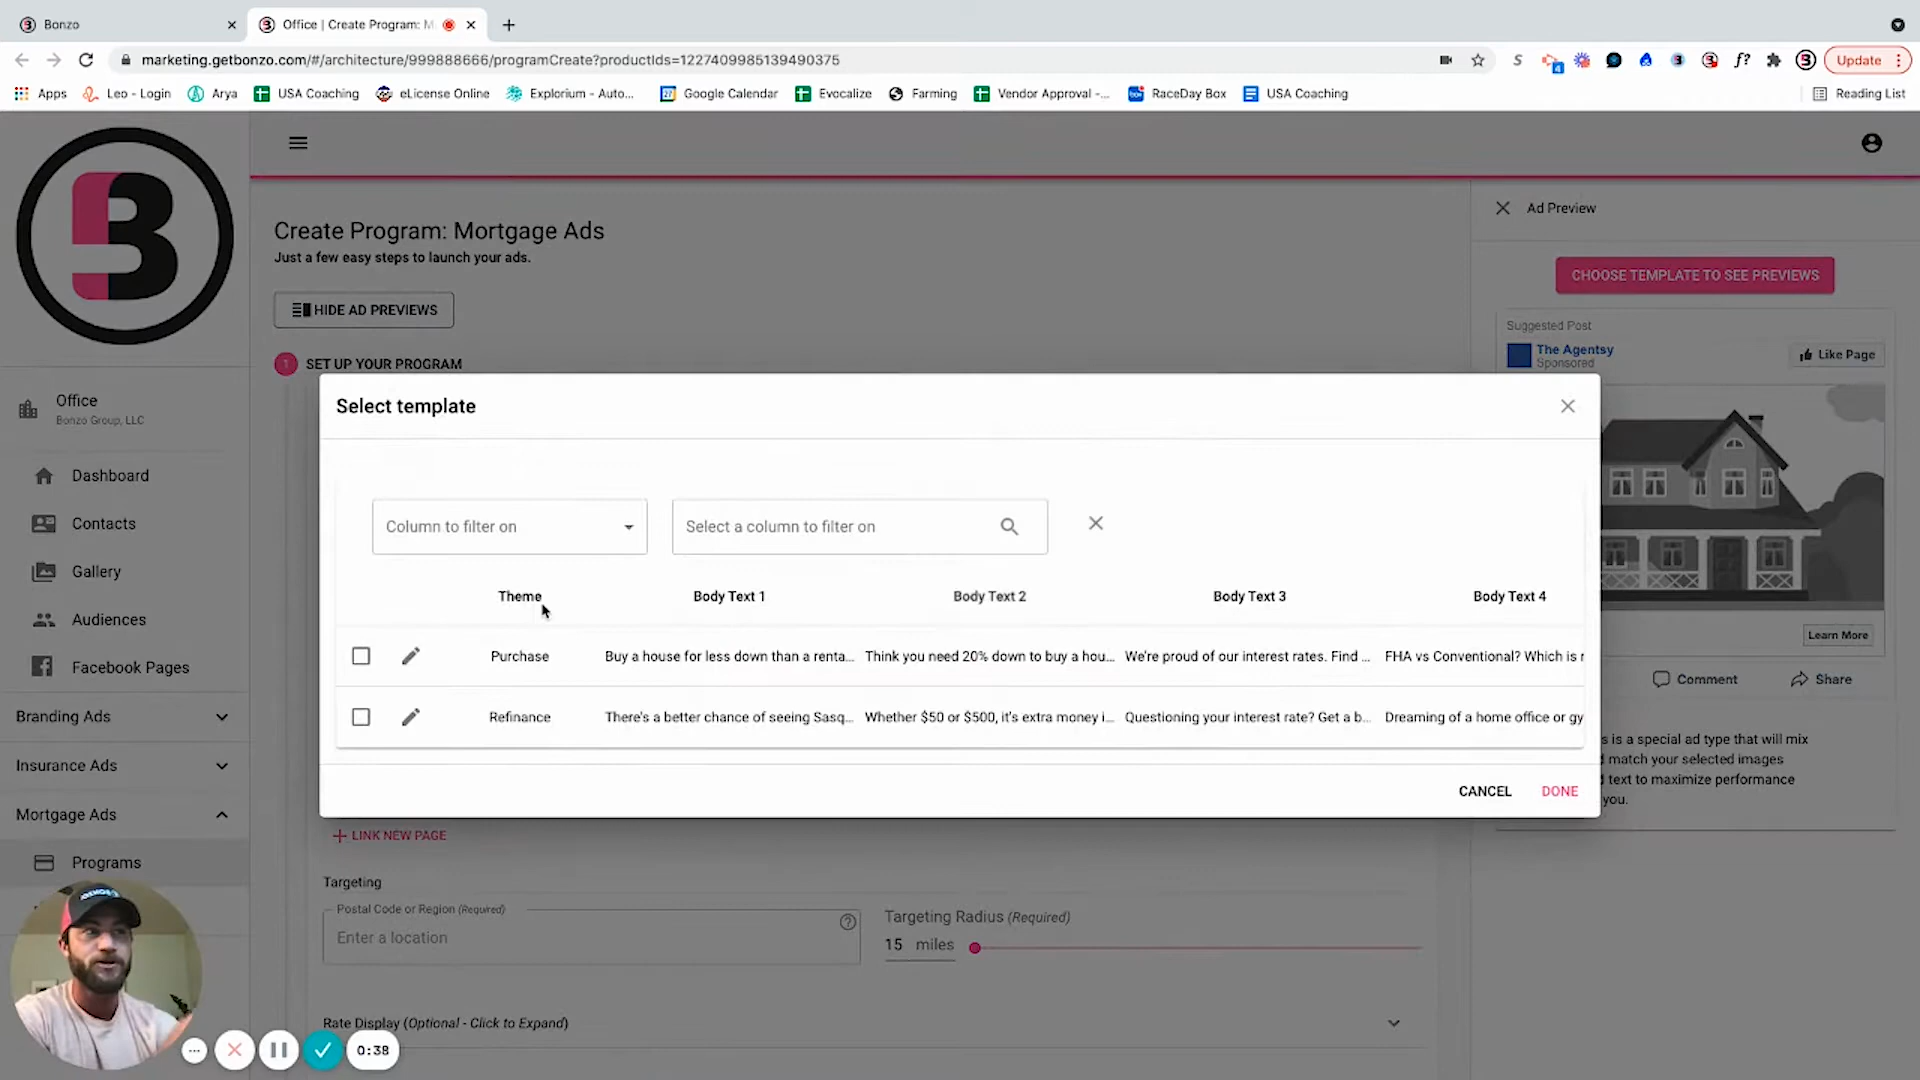 Bonzo
Office | Create Program: M
marketing.getbonzo.com/#/architecture/999888666/programCreate?productIds=1227409985139490375
S
4
f?
Update
Apps
Leo - Login
Arya
USA Coaching
eLicense Online
Explorium - Auto...
Google Calendar
Evocalize
Farming
Vendor Approval -...
RaceDay Box
USA Coaching
Reading List
Ad Preview
Create Program: Mortgage Ads
Just a few easy steps to launch your ads.
CHOOSE TEMPLATE TO SEE PREVIEWS
HIDE AD PREVIEWS
Suggested Post
The Agentsy
Sponsored
Like Page
1 SET UP YOUR PROGRAM
Office
Bonzo Group, LLC
Dashboard
Contacts
Gallery
Audiences
Facebook Pages
Branding Ads
Insurance Ads
Mortgage Ads
Programs
Select template
Column to filter on
Select a column to filter on
Theme
Body Text 1
Body Text 2
Body Text 3
Body Text 4
Purchase
Buy a house for less down than a renta...
Think you need 20% down to buy a hou...
We're proud of our interest rates. Find ...
FHA vs Conventional? Which is r
Refinance
There's a better chance of seeing Sasq...
Whether $50 or $500, it's extra money i...
Questioning your interest rate? Get a b...
Dreaming of a home office or gy
CANCEL
DONE
Learn More
Comment
Share
s is a special ad type that will mix
match your selected images
text to maximize performance
you.
LINK NEW PAGE
Targeting
Postal Code or Region (Required)
Enter a location
Targeting Radius (Required)
15 miles
Rate Display (Optional - Click to Expand)
0:38